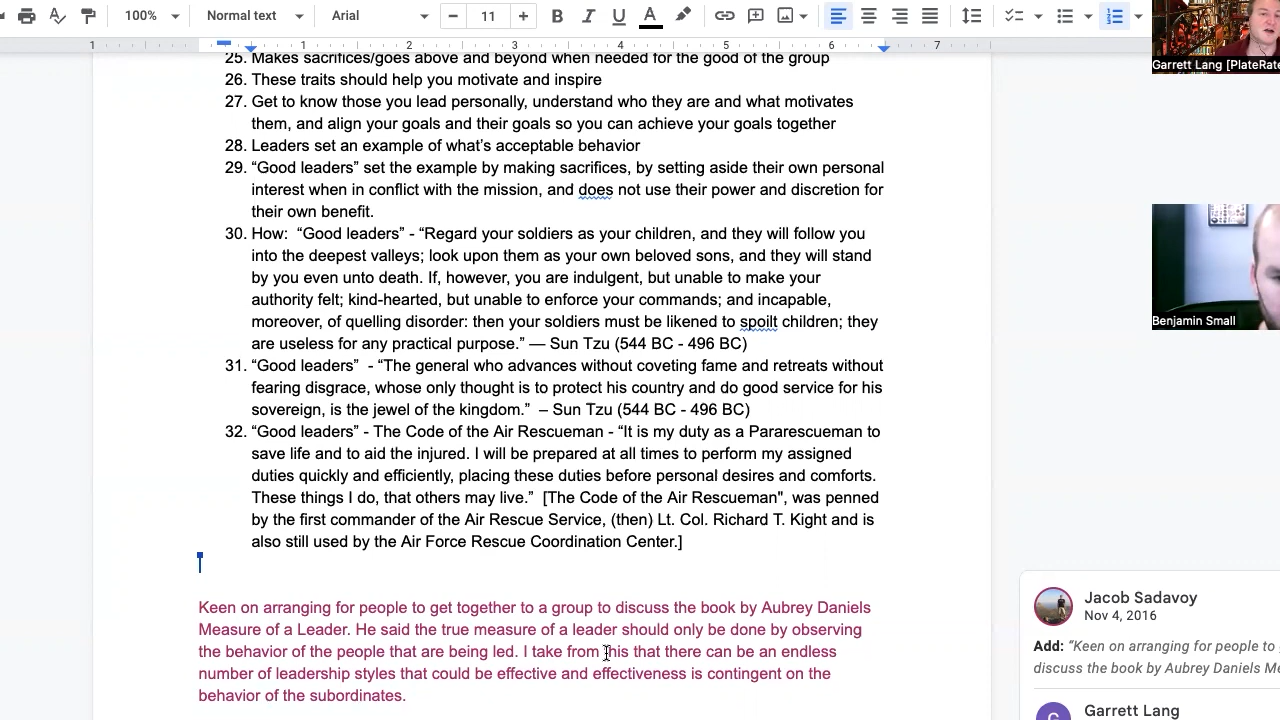 100%
Normal text
Arial
11
1 1 2 3 4 5 6 7
Garrett Lang [PlateRate
25. Makes sacrifices/goes above and beyond when needed for the good of the group
26. These traits should help you motivate and inspire
27. Get to know those you lead personally, understand who they are and what motivates
them, and align your goals and their goals so you can achieve your goals together
28. Leaders set an example of what’s acceptable behavior
29. “Good leaders” set the example by making sacrifices, by setting aside their own personal
interest when in conflict with the mission, and does not use their power and discretion for
their own benefit.
30. How:  “Good leaders” - “Regard your soldiers as your children, and they will follow you
into the deepest valleys; look upon them as your own beloved sons, and they will stand
by you even unto death. If, however, you are indulgent, but unable to make your
authority felt; kind-hearted, but unable to enforce your commands; and incapable,
moreover, of quelling disorder: then your soldiers must be likened to spoilt children; they
are useless for any practical purpose.” — Sun Tzu (544 BC - 496 BC)
31. “Good leaders”  - “The general who advances without coveting fame and retreats without
fearing disgrace, whose only thought is to protect his country and do good service for his
sovereign, is the jewel of the kingdom.”  – Sun Tzu (544 BC - 496 BC)
32. “Good leaders” - The Code of the Air Rescueman - “It is my duty as a Pararescueman to
save life and to aid the injured. I will be prepared at all times to perform my assigned
duties quickly and efficiently, placing these duties before personal desires and comforts.
These things I do, that others may live.”  [The Code of the Air Rescueman", was penned
by the first commander of the Air Rescue Service, (then) Lt. Col. Richard T. Kight and is
also still used by the Air Force Rescue Coordination Center.]
Benjamin Small
Keen on arranging for people to get together to a group to discuss the book by Aubrey Daniels
Measure of a Leader. He said the true measure of a leader should only be done by observing
the behavior of the people that are being led. I take from this that there can be an endless
number of leadership styles that could be effective and effectiveness is contingent on the
behavior of the subordinates.
Jacob Sadavoy
Nov 4, 2016
Add: “Keen on arranging for people to
discuss the book by Aubrey Daniels Me
G
Garrett Lang